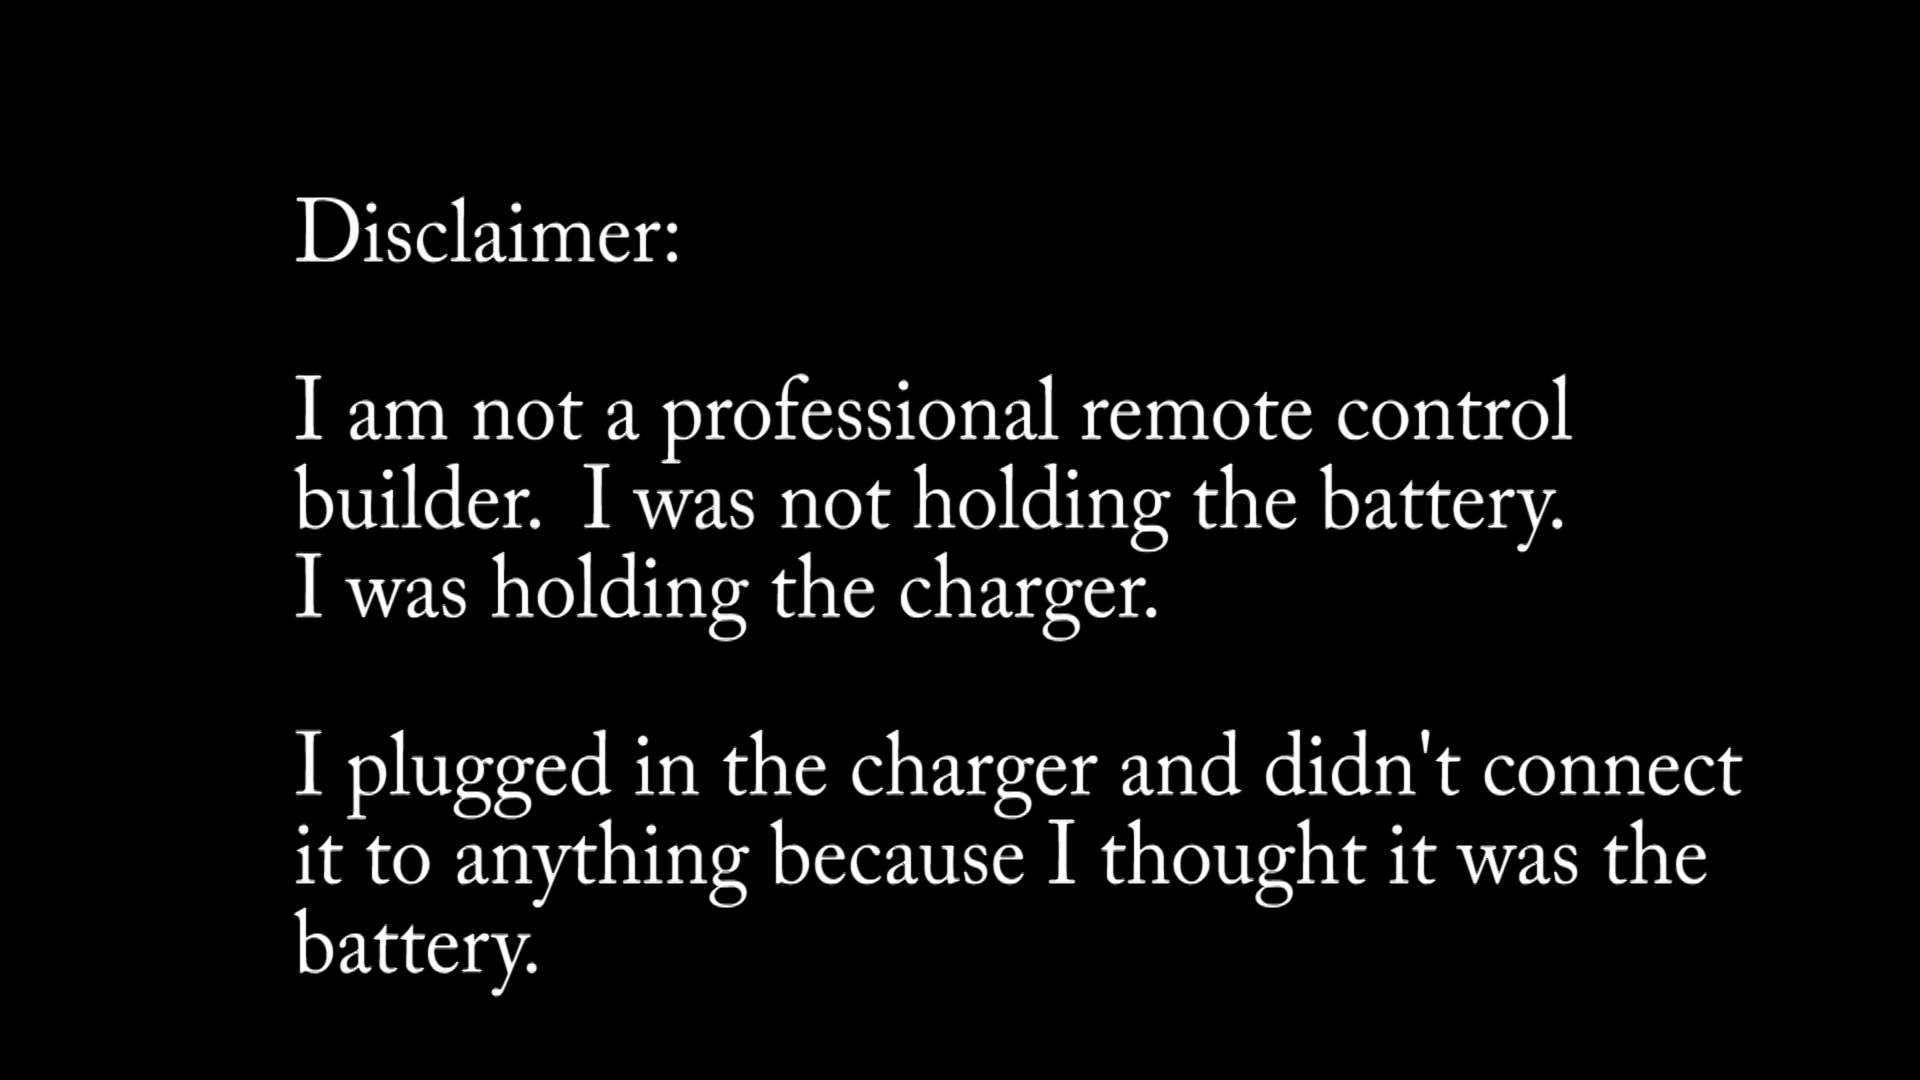 Disclaimer:
I am not a professional remote control
builder.  I was not holding the battery.
I was holding the charger.
I plugged in the charger and didn't connect
it to anything because I thought it was the
battery.